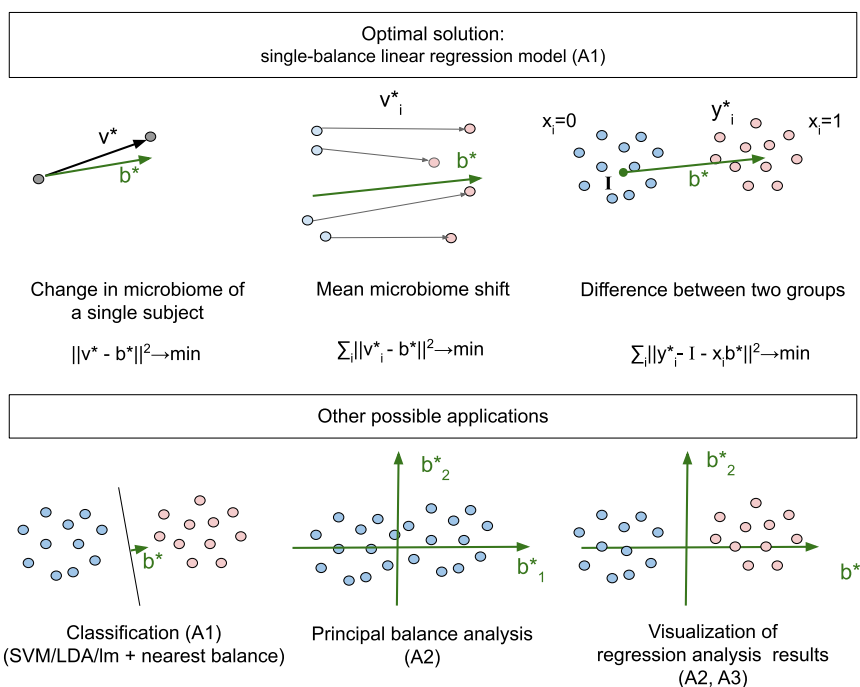 Optimal solution:
single-balance linear regression model (A1)
v*
b*
v*i
b*
xi=0
y*i
xi=1
I
b*
Change in microbiome of
a single subject
Mean microbiome shift
Difference between two groups
||v* - b*||²→min
∑i||v*i - b*||²→min
∑i||y*i- I - xib*||²→min
Other possible applications
b*
b*2
b*1
b*2
b*
Classification (A1)
(SVM/LDA/lm + nearest balance)
Principal balance analysis
(A2)
Visualization of
regression analysis results
(A2, A3)